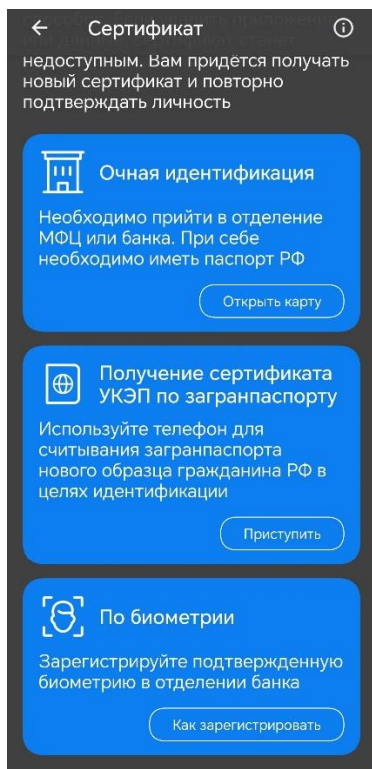 Сертификат
недоступным. Вам придётся получать
новый сертификат и повторно
подтверждать личность
Очная идентификация
Необходимо прийти в отделение
МФЦ или банка. При себе
необходимо иметь паспорт РФ
Открыть карту
Получение сертификата
УКЭП по загранпаспорту
Используйте телефон для
считывания загранпаспорта
нового образца гражданина РФ в
целях идентификации
Приступить
По биометрии
Зарегистрируйте подтвержденную
биометрию в отделении банка
Как зарегистрировать